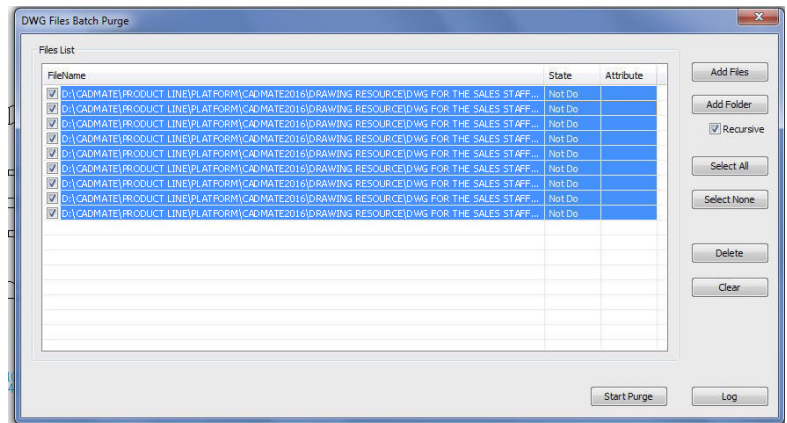 DWG Files Batch Purge
Files List
FileName State Attribute
D:\CADMATE\PRODUCT LINE\PLATFORM\CADMATE2016\DRAWING RESOURCE\DWG FOR THE SALES STAFF... Not Do
D:\CADMATE\PRODUCT LINE\PLATFORM\CADMATE2016\DRAWING RESOURCE\DWG FOR THE SALES STAFF... Not Do
D:\CADMATE\PRODUCT LINE\PLATFORM\CADMATE2016\DRAWING RESOURCE\DWG FOR THE SALES STAFF... Not Do
D:\CADMATE\PRODUCT LINE\PLATFORM\CADMATE2016\DRAWING RESOURCE\DWG FOR THE SALES STAFF... Not Do
D:\CADMATE\PRODUCT LINE\PLATFORM\CADMATE2016\DRAWING RESOURCE\DWG FOR THE SALES STAFF... Not Do
D:\CADMATE\PRODUCT LINE\PLATFORM\CADMATE2016\DRAWING RESOURCE\DWG FOR THE SALES STAFF... Not Do
D:\CADMATE\PRODUCT LINE\PLATFORM\CADMATE2016\DRAWING RESOURCE\DWG FOR THE SALES STAFF... Not Do
D:\CADMATE\PRODUCT LINE\PLATFORM\CADMATE2016\DRAWING RESOURCE\DWG FOR THE SALES STAFF... Not Do
D:\CADMATE\PRODUCT LINE\PLATFORM\CADMATE2016\DRAWING RESOURCE\DWG FOR THE SALES STAFF... Not Do
Add Files
Add Folder
Recursive
Select All
Select None
Delete
Clear
Start Purge
Log